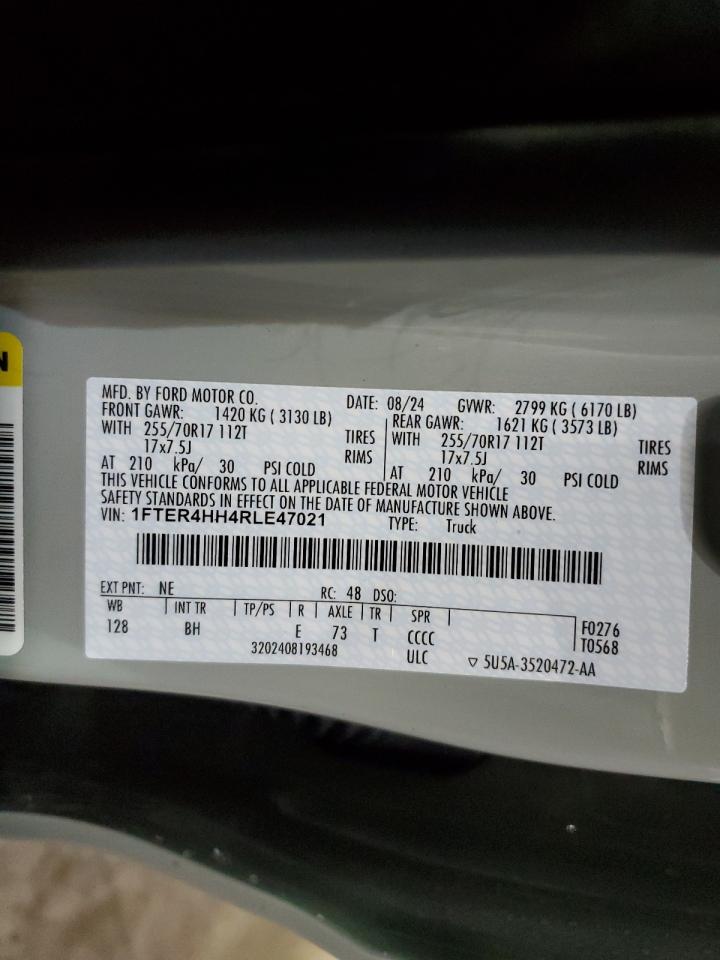 N
MFD. BY FORD MOTOR CO. DATE: 08/24 GVWR: 2799 KG ( 6170 LB)
FRONT GAWR: 1420 KG ( 3130 LB) REAR GAWR: 1621 KG ( 3573 LB)
WITH 255/70R17 112T TIRES WITH 255/70R17 112T TIRES
17x7.5J RIMS 17x7.5J RIMS
AT 210 kPa/ 30 PSI COLD AT 210 kPa/ 30 PSI COLD
THIS VEHICLE CONFORMS TO ALL APPLICABLE FEDERAL MOTOR VEHICLE
SAFETY STANDARDS IN EFFECT ON THE DATE OF MANUFACTURE SHOWN ABOVE.
VIN: 1FTER4HH4RLE47021 TYPE: Truck
EXT PNT: NE RC: 48 DSO:
WB INT TR TP/PS R AXLE TR SPR F0276
128 BH E 73 T CCCC T0568
3202408193468 ULC ▽ 5U5A-3520472-AA